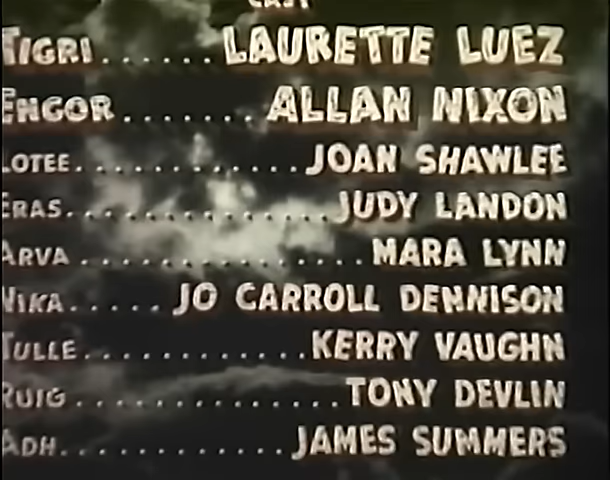 CAST
TIGRI......LAURETTE LUEZ
ENGOR.......ALLAN NIXON
LOTEE.............JOAN SHAWLEE
ERAS...............JUDY LANDON
ARVA................MARA LYNN
NIKA......JO CARROLL DENNISON
TULLE.............KERRY VAUGHN
RUIG................TONY DEVLIN
ADH.............JAMES SUMMERS